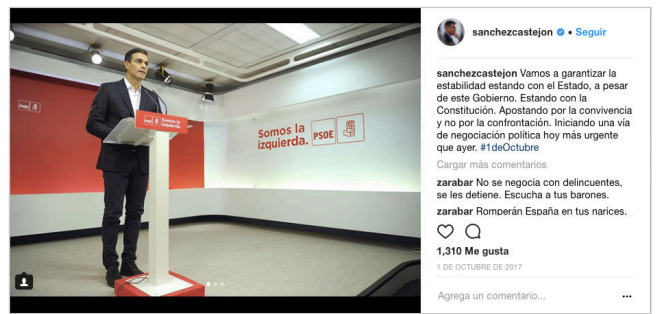 PSOE
PSOE
Somos la
izquierda.
Somos la
izquierda. PSOE
sanchezcastejon • Seguir
sanchezcastejon Vamos a garantizar la
estabilidad estando con el Estado, a pesar
de este Gobierno. Estando con la
Constitución. Apostando por la convivencia
y no por la confrontación. Iniciando una vía
de negociación política hoy más urgente
que ayer. #1deOctubre
Cargar más comentarios
zarabar No se negocia con delincuentes,
se les detiene. Escucha a tus barones.
zarabar Romperán España en tus narices.
1,310 Me gusta
1 DE OCTUBRE DE 2017
Agrega un comentario...